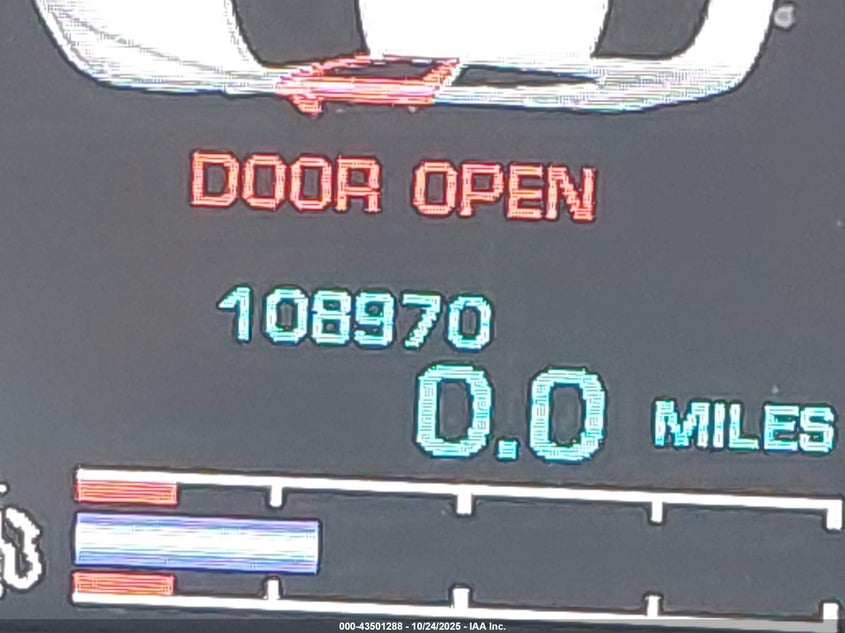 DOOR OPEN
108970
0.0 MILES
000-43501288 - 10/24/2025 - IAA Inc.